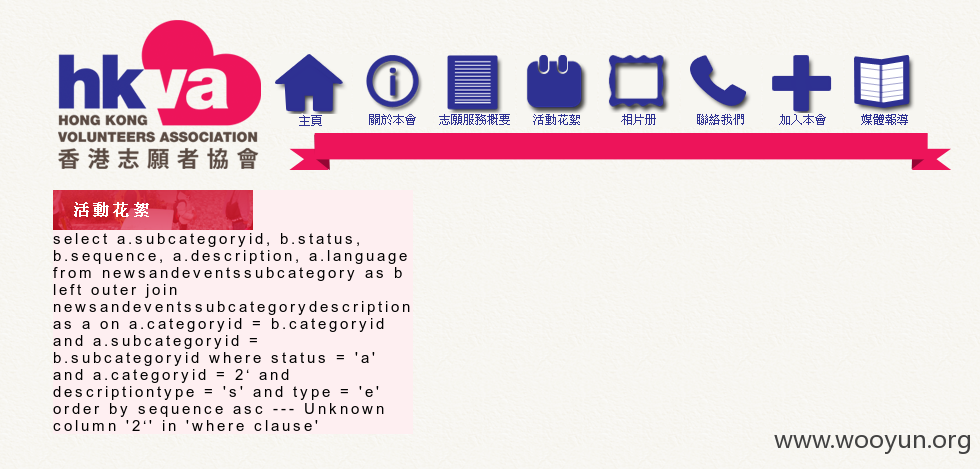 hkva
HONG KONG
VOLUNTEERS ASSOCIATION
香港志願者協會
主頁
關於本會
志願服務概要
活動花絮
相片册
聯絡我們
加入本會
媒體報導
活動花絮
select a.subcategoryid, b.status,
b.sequence, a.description, a.language
from newsandeventssubcategory as b
left outer join
newsandeventssubcategorydescription
as a on a.categoryid = b.categoryid
and a.subcategoryid =
b.subcategoryid where status = 'a'
and a.categoryid = 2‘ and
descriptiontype = 's' and type = 'e'
order by sequence asc --- Unknown
column '2‘' in 'where clause'
www.wooyun.org